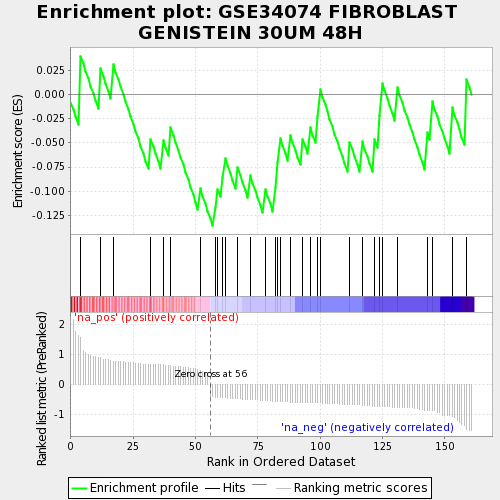 Enrichment plot: GSE34074 FIBROBLAST
GENISTEIN 30UM 48H
Enrichment score (ES)
0.025
0.000
-0.025
-0.050
-0.075
-0.100
-0.125
'na_pos' (positively correlated)
Ranked list metric (PreRanked)
2
1
0
-1
Zero cross at 56
'na_neg' (negatively correlated)
0 25 50 75 100 125 150
Rank in Ordered Dataset
Enrichment profile — Hits — Ranking metric scores